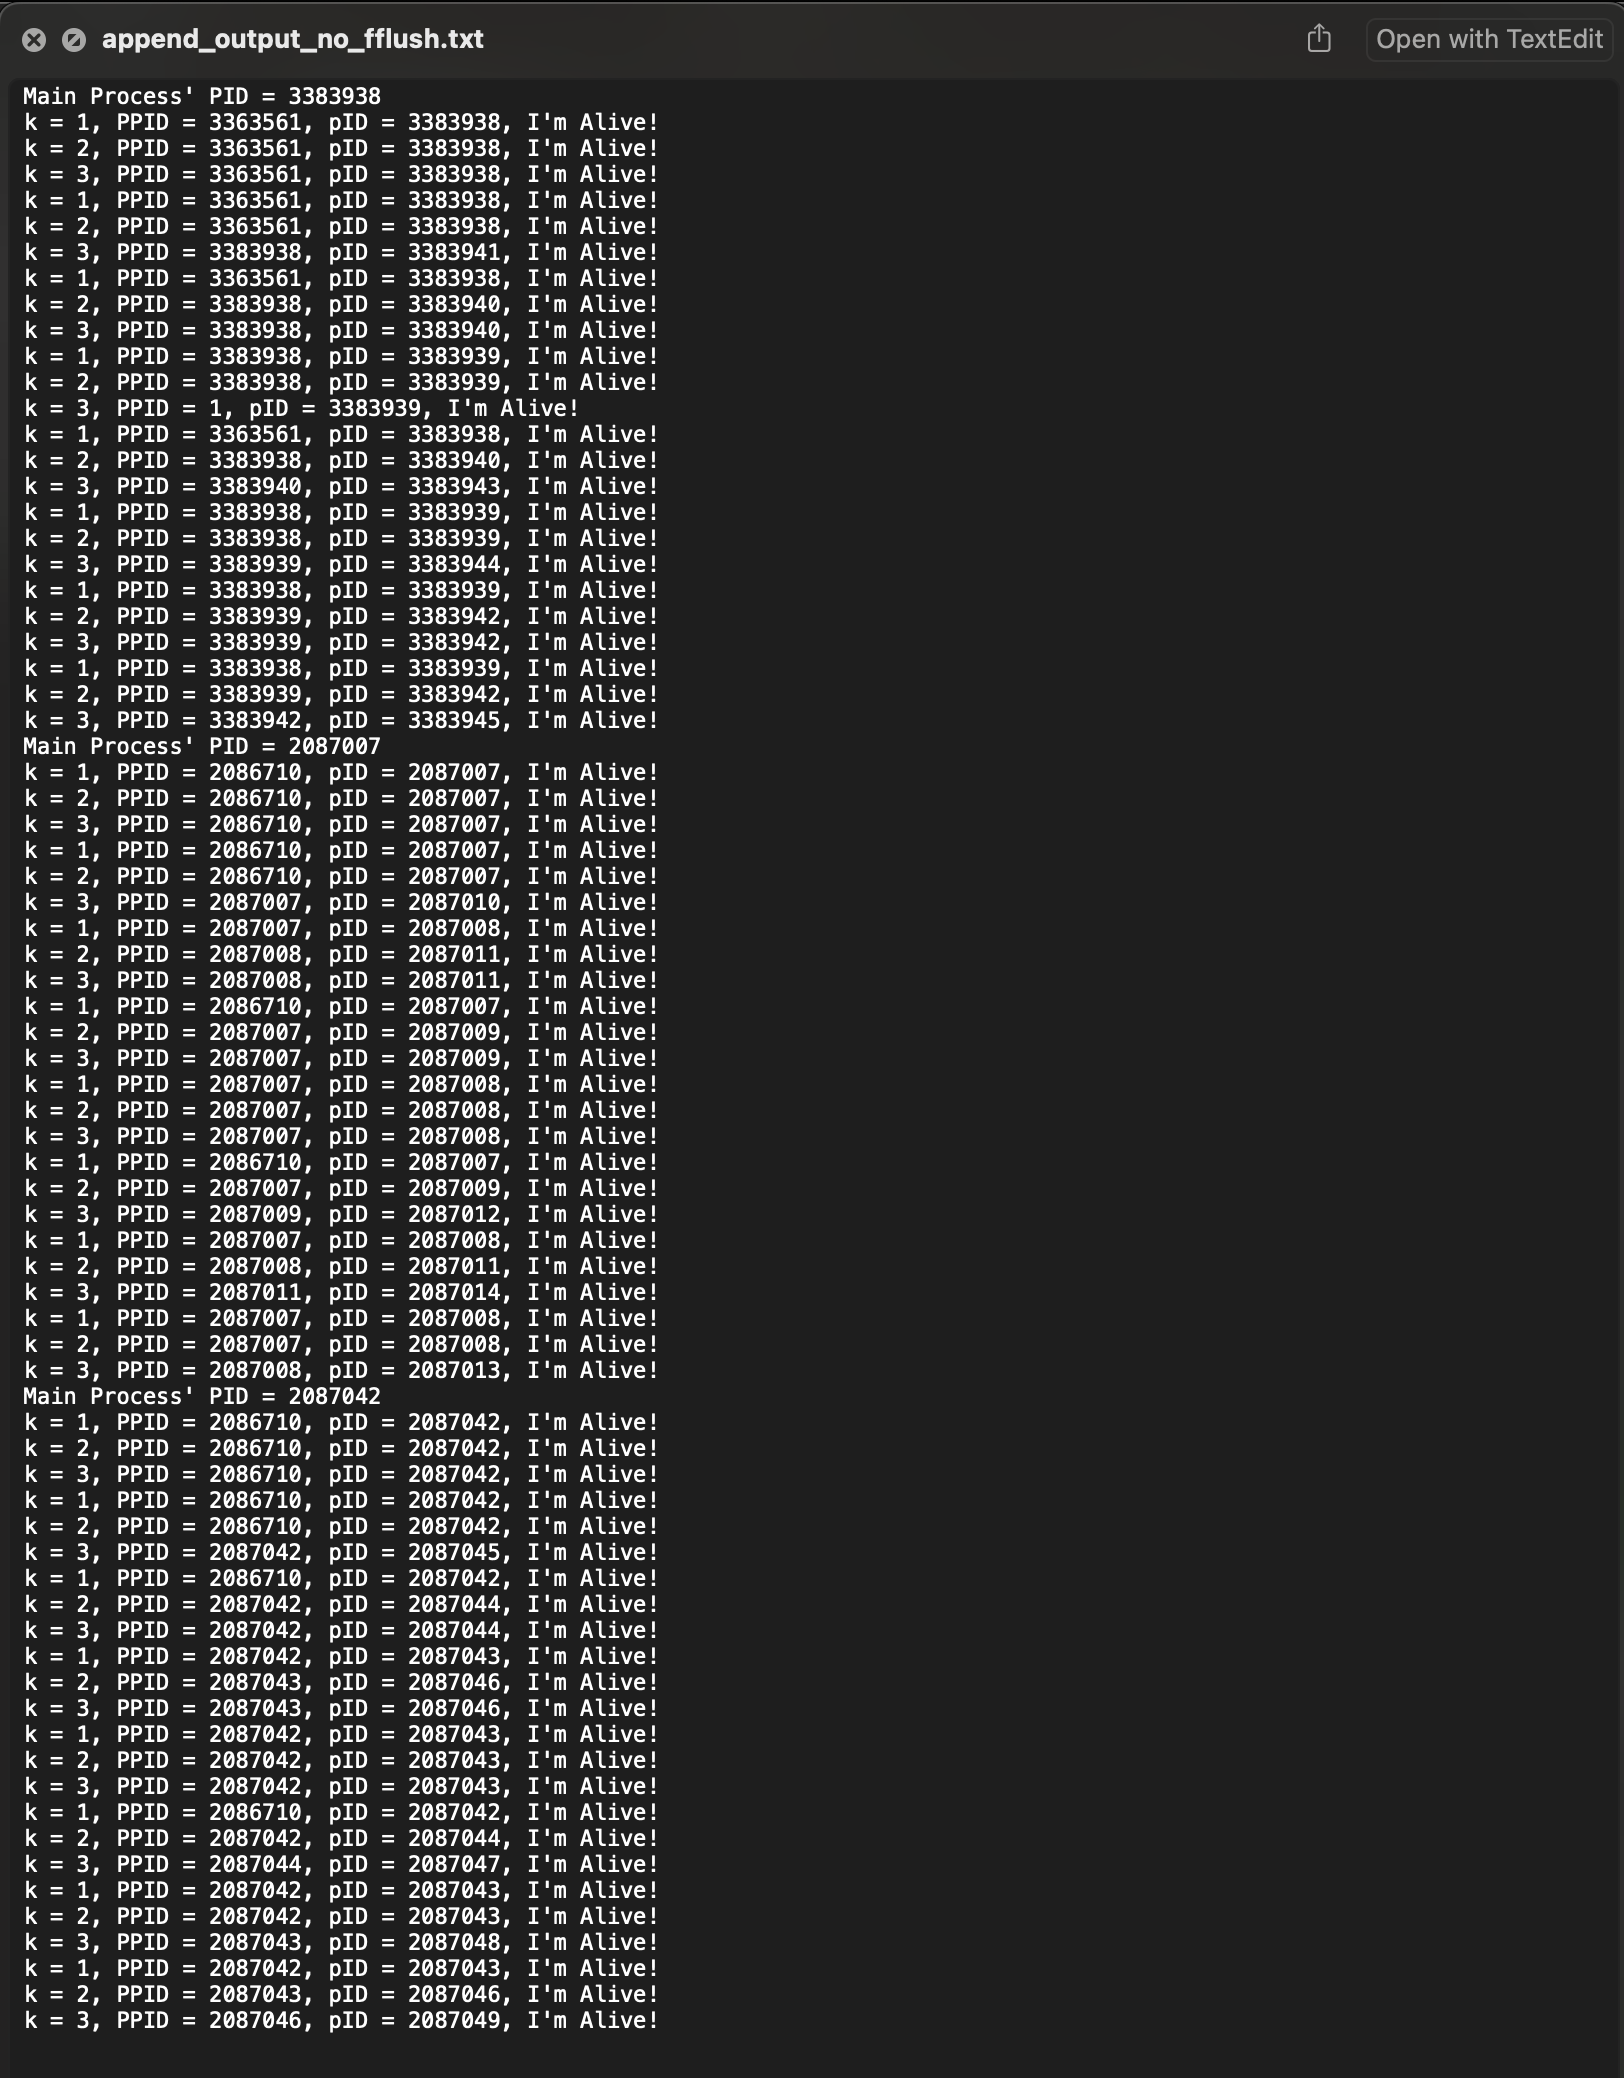 append_output_no_fflush.txt
Open with TextEdit
Main Process' PID = 3383938
k = 1, PPID = 3363561, pID = 3383938, I'm Alive!
k = 2, PPID = 3363561, pID = 3383938, I'm Alive!
k = 3, PPID = 3363561, pID = 3383938, I'm Alive!
k = 1, PPID = 3363561, pID = 3383938, I'm Alive!
k = 2, PPID = 3363561, pID = 3383938, I'm Alive!
k = 3, PPID = 3383938, pID = 3383941, I'm Alive!
k = 1, PPID = 3363561, pID = 3383938, I'm Alive!
k = 2, PPID = 3383938, pID = 3383940, I'm Alive!
k = 3, PPID = 3383938, pID = 3383940, I'm Alive!
k = 1, PPID = 3383938, pID = 3383939, I'm Alive!
k = 2, PPID = 3383938, pID = 3383939, I'm Alive!
k = 3, PPID = 1, pID = 3383939, I'm Alive!
k = 1, PPID = 3363561, pID = 3383938, I'm Alive!
k = 2, PPID = 3383938, pID = 3383940, I'm Alive!
k = 3, PPID = 3383940, pID = 3383943, I'm Alive!
k = 1, PPID = 3383938, pID = 3383939, I'm Alive!
k = 2, PPID = 3383938, pID = 3383939, I'm Alive!
k = 3, PPID = 3383939, pID = 3383944, I'm Alive!
k = 1, PPID = 3383938, pID = 3383939, I'm Alive!
k = 2, PPID = 3383939, pID = 3383942, I'm Alive!
k = 3, PPID = 3383939, pID = 3383942, I'm Alive!
k = 1, PPID = 3383938, pID = 3383939, I'm Alive!
k = 2, PPID = 3383939, pID = 3383942, I'm Alive!
k = 3, PPID = 3383942, pID = 3383945, I'm Alive!
Main Process' PID = 2087007
k = 1, PPID = 2086710, pID = 2087007, I'm Alive!
k = 2, PPID = 2086710, pID = 2087007, I'm Alive!
k = 3, PPID = 2086710, pID = 2087007, I'm Alive!
k = 1, PPID = 2086710, pID = 2087007, I'm Alive!
k = 2, PPID = 2086710, pID = 2087007, I'm Alive!
k = 3, PPID = 2087007, pID = 2087010, I'm Alive!
k = 1, PPID = 2087007, pID = 2087008, I'm Alive!
k = 2, PPID = 2087008, pID = 2087011, I'm Alive!
k = 3, PPID = 2087008, pID = 2087011, I'm Alive!
k = 1, PPID = 2086710, pID = 2087007, I'm Alive!
k = 2, PPID = 2087007, pID = 2087009, I'm Alive!
k = 3, PPID = 2087007, pID = 2087009, I'm Alive!
k = 1, PPID = 2087007, pID = 2087008, I'm Alive!
k = 2, PPID = 2087007, pID = 2087008, I'm Alive!
k = 3, PPID = 2087007, pID = 2087008, I'm Alive!
k = 1, PPID = 2086710, pID = 2087007, I'm Alive!
k = 2, PPID = 2087007, pID = 2087009, I'm Alive!
k = 3, PPID = 2087009, pID = 2087012, I'm Alive!
k = 1, PPID = 2087007, pID = 2087008, I'm Alive!
k = 2, PPID = 2087008, pID = 2087011, I'm Alive!
k = 3, PPID = 2087011, pID = 2087014, I'm Alive!
k = 1, PPID = 2087007, pID = 2087008, I'm Alive!
k = 2, PPID = 2087007, pID = 2087008, I'm Alive!
k = 3, PPID = 2087008, pID = 2087013, I'm Alive!
Main Process' PID = 2087042
k = 1, PPID = 2086710, pID = 2087042, I'm Alive!
k = 2, PPID = 2086710, pID = 2087042, I'm Alive!
k = 3, PPID = 2086710, pID = 2087042, I'm Alive!
k = 1, PPID = 2086710, pID = 2087042, I'm Alive!
k = 2, PPID = 2086710, pID = 2087042, I'm Alive!
k = 3, PPID = 2087042, pID = 2087045, I'm Alive!
k = 1, PPID = 2086710, pID = 2087042, I'm Alive!
k = 2, PPID = 2087042, pID = 2087044, I'm Alive!
k = 3, PPID = 2087042, pID = 2087044, I'm Alive!
k = 1, PPID = 2087042, pID = 2087043, I'm Alive!
k = 2, PPID = 2087043, pID = 2087046, I'm Alive!
k = 3, PPID = 2087043, pID = 2087046, I'm Alive!
k = 1, PPID = 2087042, pID = 2087043, I'm Alive!
k = 2, PPID = 2087042, pID = 2087043, I'm Alive!
k = 3, PPID = 2087042, pID = 2087043, I'm Alive!
k = 1, PPID = 2086710, pID = 2087042, I'm Alive!
k = 2, PPID = 2087042, pID = 2087044, I'm Alive!
k = 3, PPID = 2087044, pID = 2087047, I'm Alive!
k = 1, PPID = 2087042, pID = 2087043, I'm Alive!
k = 2, PPID = 2087042, pID = 2087043, I'm Alive!
k = 3, PPID = 2087043, pID = 2087048, I'm Alive!
k = 1, PPID = 2087042, pID = 2087043, I'm Alive!
k = 2, PPID = 2087043, pID = 2087046, I'm Alive!
k = 3, PPID = 2087046, pID = 2087049, I'm Alive!